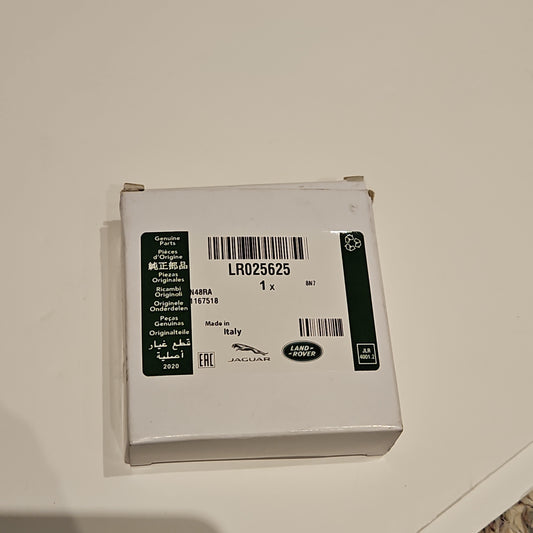 Genuine
Parts
Pièces
d'Origine
純正部品
Piezas
Originales
Ricambi
Originali
Originele
Onderdelen
Peças
Genuínas
Originalteile
قطع غيار
أصلية
2020
LR025625
1 x
8N7
N48RA
1167518
Made in
Italy
EAC
JAGUAR
LAND-
-ROVER
JLR
4001.2